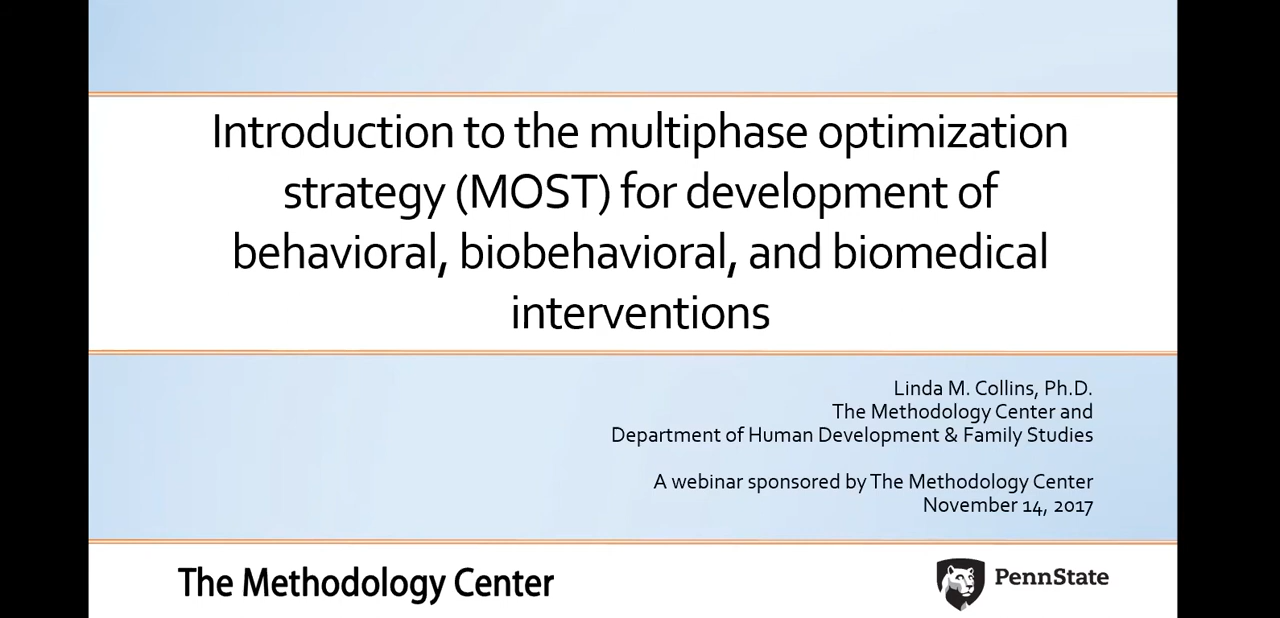 Introduction to the multiphase optimization
strategy (MOST) for development of
behavioral, biobehavioral, and biomedical
interventions
Linda M. Collins, Ph.D.
The Methodology Center and
Department of Human Development & Family Studies
A webinar sponsored by The Methodology Center
November 14, 2017
The Methodology Center
PennState